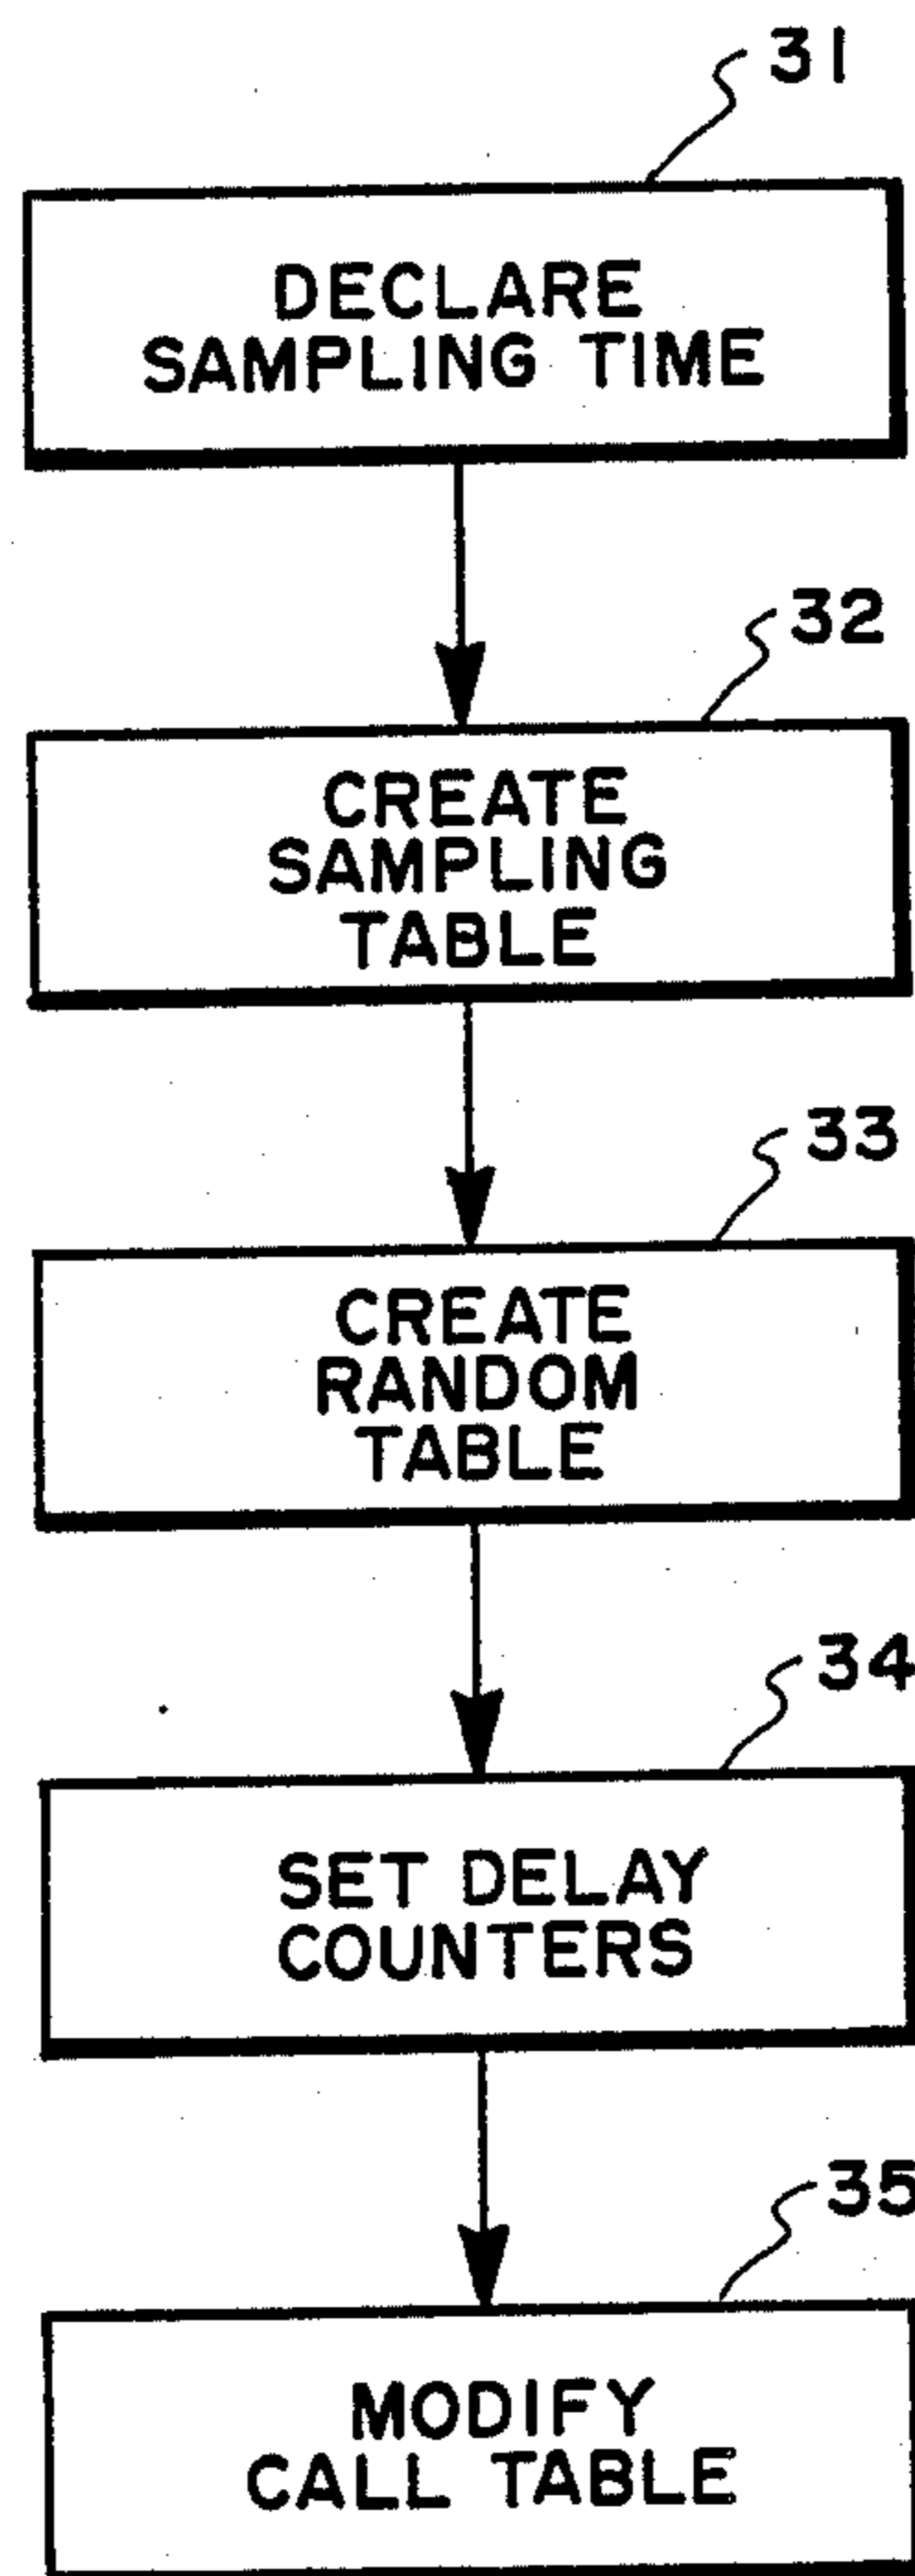 31
DECLARE
SAMPLING TIME
32
CREATE
SAMPLING
TABLE
33
CREATE
RANDOM
TABLE
34
SET DELAY
COUNTERS
35
MODIFY
CALL TABLE